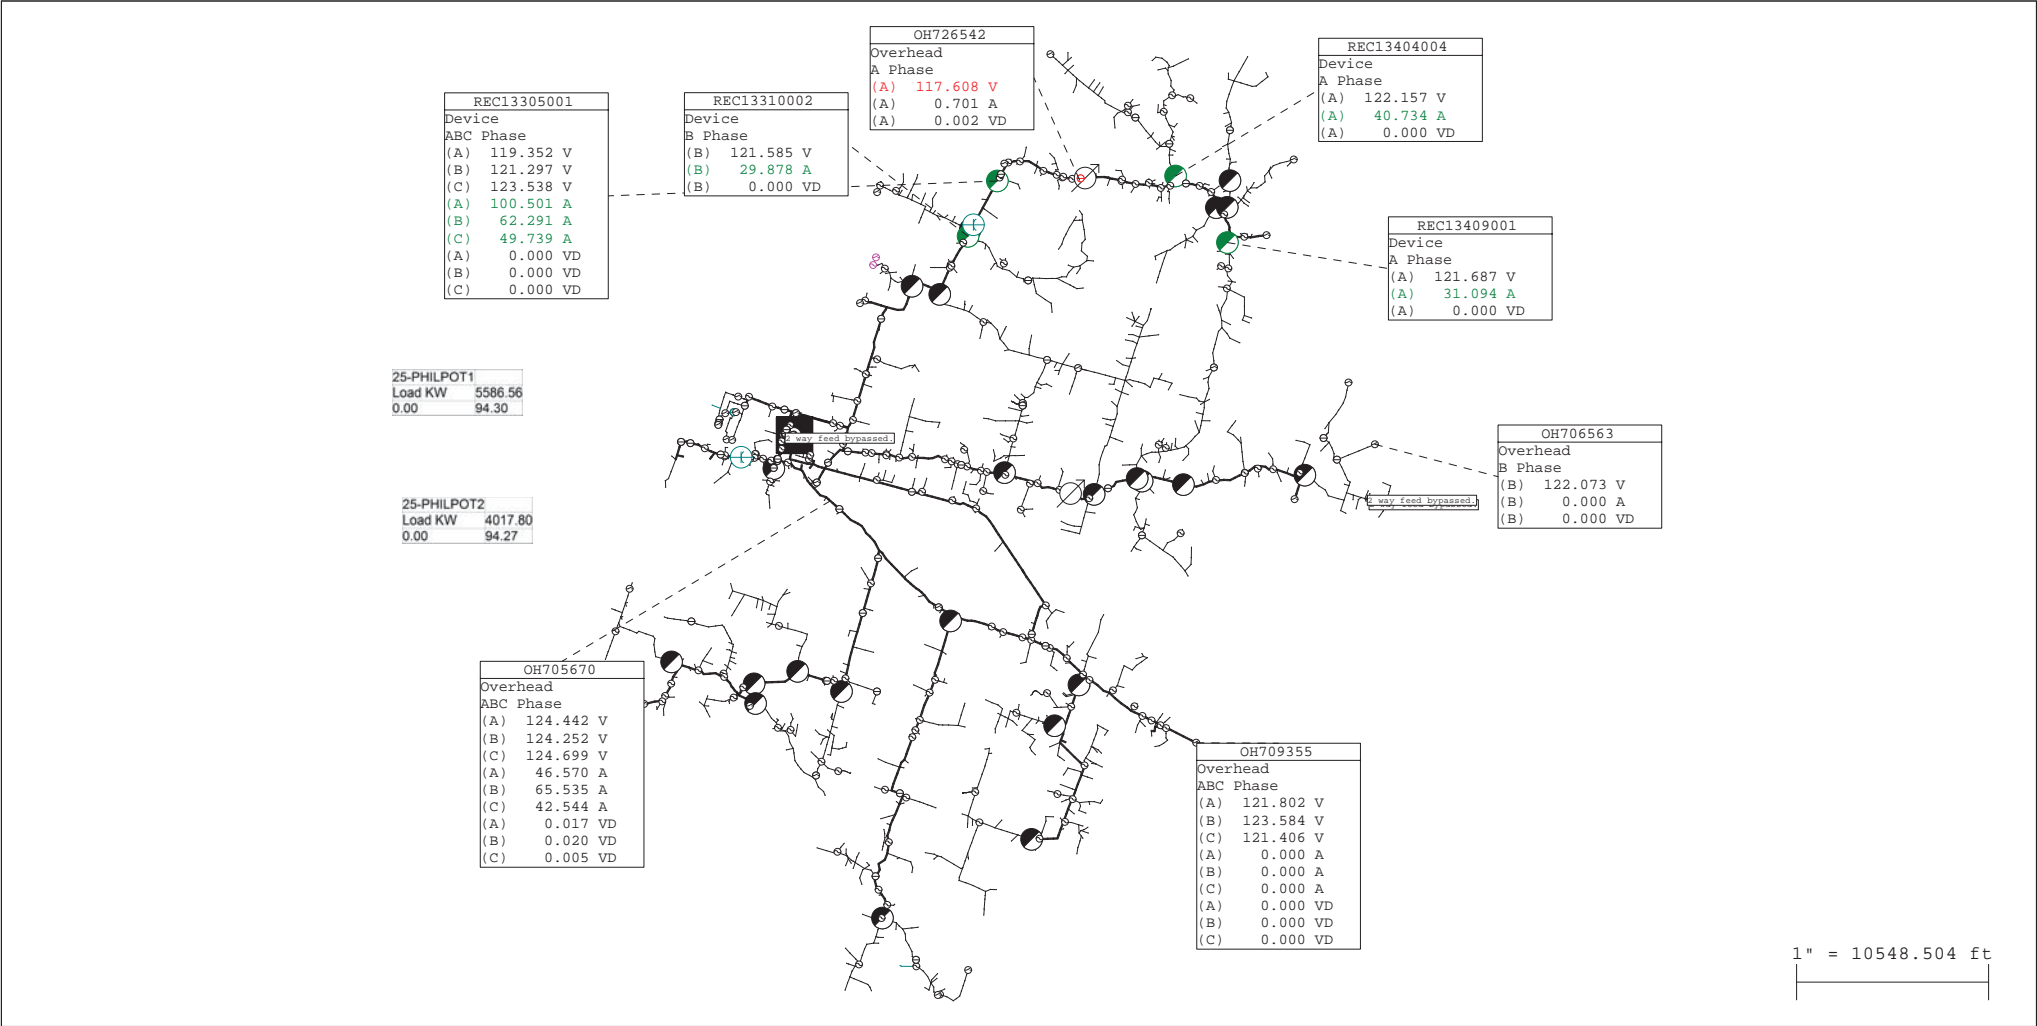 OH726542
Overhead
A Phase
(A) 117.608 V
(A) 0.701 A
(A) 0.002 VD
REC13404004
Device
A Phase
(A) 122.157 V
(A) 40.734 A
(A) 0.000 VD
REC13305001
Device
ABC Phase
(A) 119.352 V
(B) 121.297 V
(C) 123.538 V
(A) 100.501 A
(B) 62.291 A
(C) 49.739 A
(A) 0.000 VD
(B) 0.000 VD
(C) 0.000 VD
REC13310002
Device
B Phase
(B) 121.585 V
(B) 29.878 A
(B) 0.000 VD
REC13409001
Device
A Phase
(A) 121.687 V
(A) 31.094 A
(A) 0.000 VD
25-PHILPOT1
Load KW 5586.56
0.00 94.30
2 way feed bypassed.
OH706563
Overhead
B Phase
(B) 122.073 V
(B) 0.000 A
(B) 0.000 VD
2 way feed bypassed.
25-PHILPOT2
Load KW 4017.80
0.00 94.27
OH705670
Overhead
ABC Phase
(A) 124.442 V
(B) 124.252 V
(C) 124.699 V
(A) 46.570 A
(B) 65.535 A
(C) 42.544 A
(A) 0.017 VD
(B) 0.020 VD
(C) 0.005 VD
OH709355
Overhead
ABC Phase
(A) 121.802 V
(B) 123.584 V
(C) 121.406 V
(A) 0.000 A
(B) 0.000 A
(C) 0.000 A
(A) 0.000 VD
(B) 0.000 VD
(C) 0.000 VD
1" = 10548.504 ft